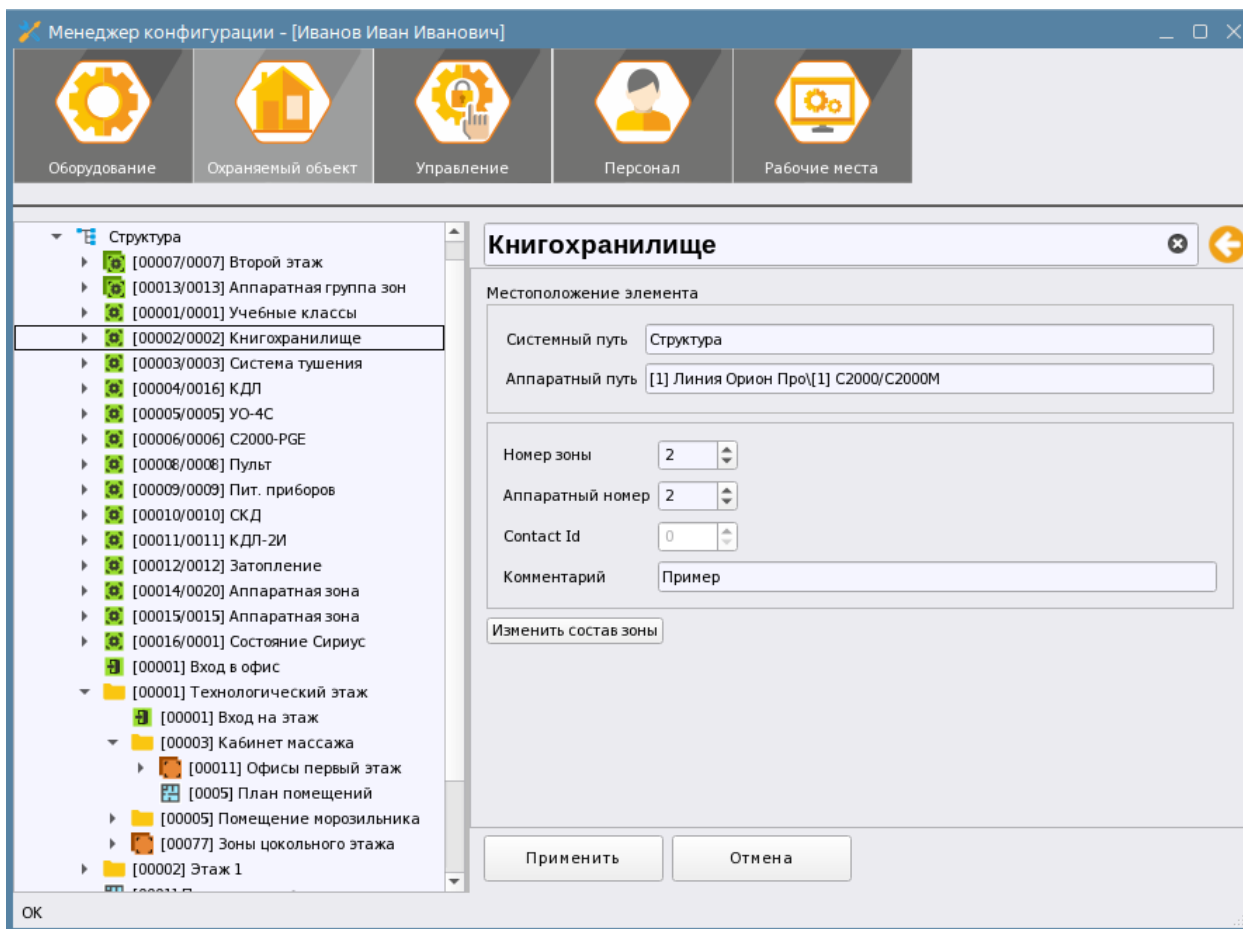 Менеджер конфигурации - [Иванов Иван Иванович]
Оборудование
Охраняемый объект
Управление
Персонал
Рабочие места
Структура
[00007/0007] Второй этаж
[00013/0013] Аппаратная группа зон
[00001/0001] Учебные классы
[00002/0002] Книгохранилище
[00003/0003] Система тушения
[00004/0016] КДЛ
[00005/0005] УО-4С
[00006/0006] С2000-PGE
[00008/0008] Пульт
[00009/0009] Пит. приборов
[00010/0010] СКД
[00011/0011] КДЛ-2И
[00012/0012] Затопление
[00014/0020] Аппаратная зона
[00015/0015] Аппаратная зона
[00016/0001] Состояние Сириус
[00001] Вход в офис
[00001] Технологический этаж
[00001] Вход на этаж
[00003] Кабинет массажа
[00011] Офисы первый этаж
[0005] План помещений
[00005] Помещение морозильника
[00077] Зоны цокольного этажа
[00002] Этаж 1
Книгохранилище
Местоположение элемента
Системный путь Структура
Аппаратный путь [1] Линия Орион Про\[1] С2000/С2000М
Номер зоны 2
Аппаратный номер 2
Contact Id 0
Комментарий Пример
Изменить состав зоны
Применить
Отмена
OK